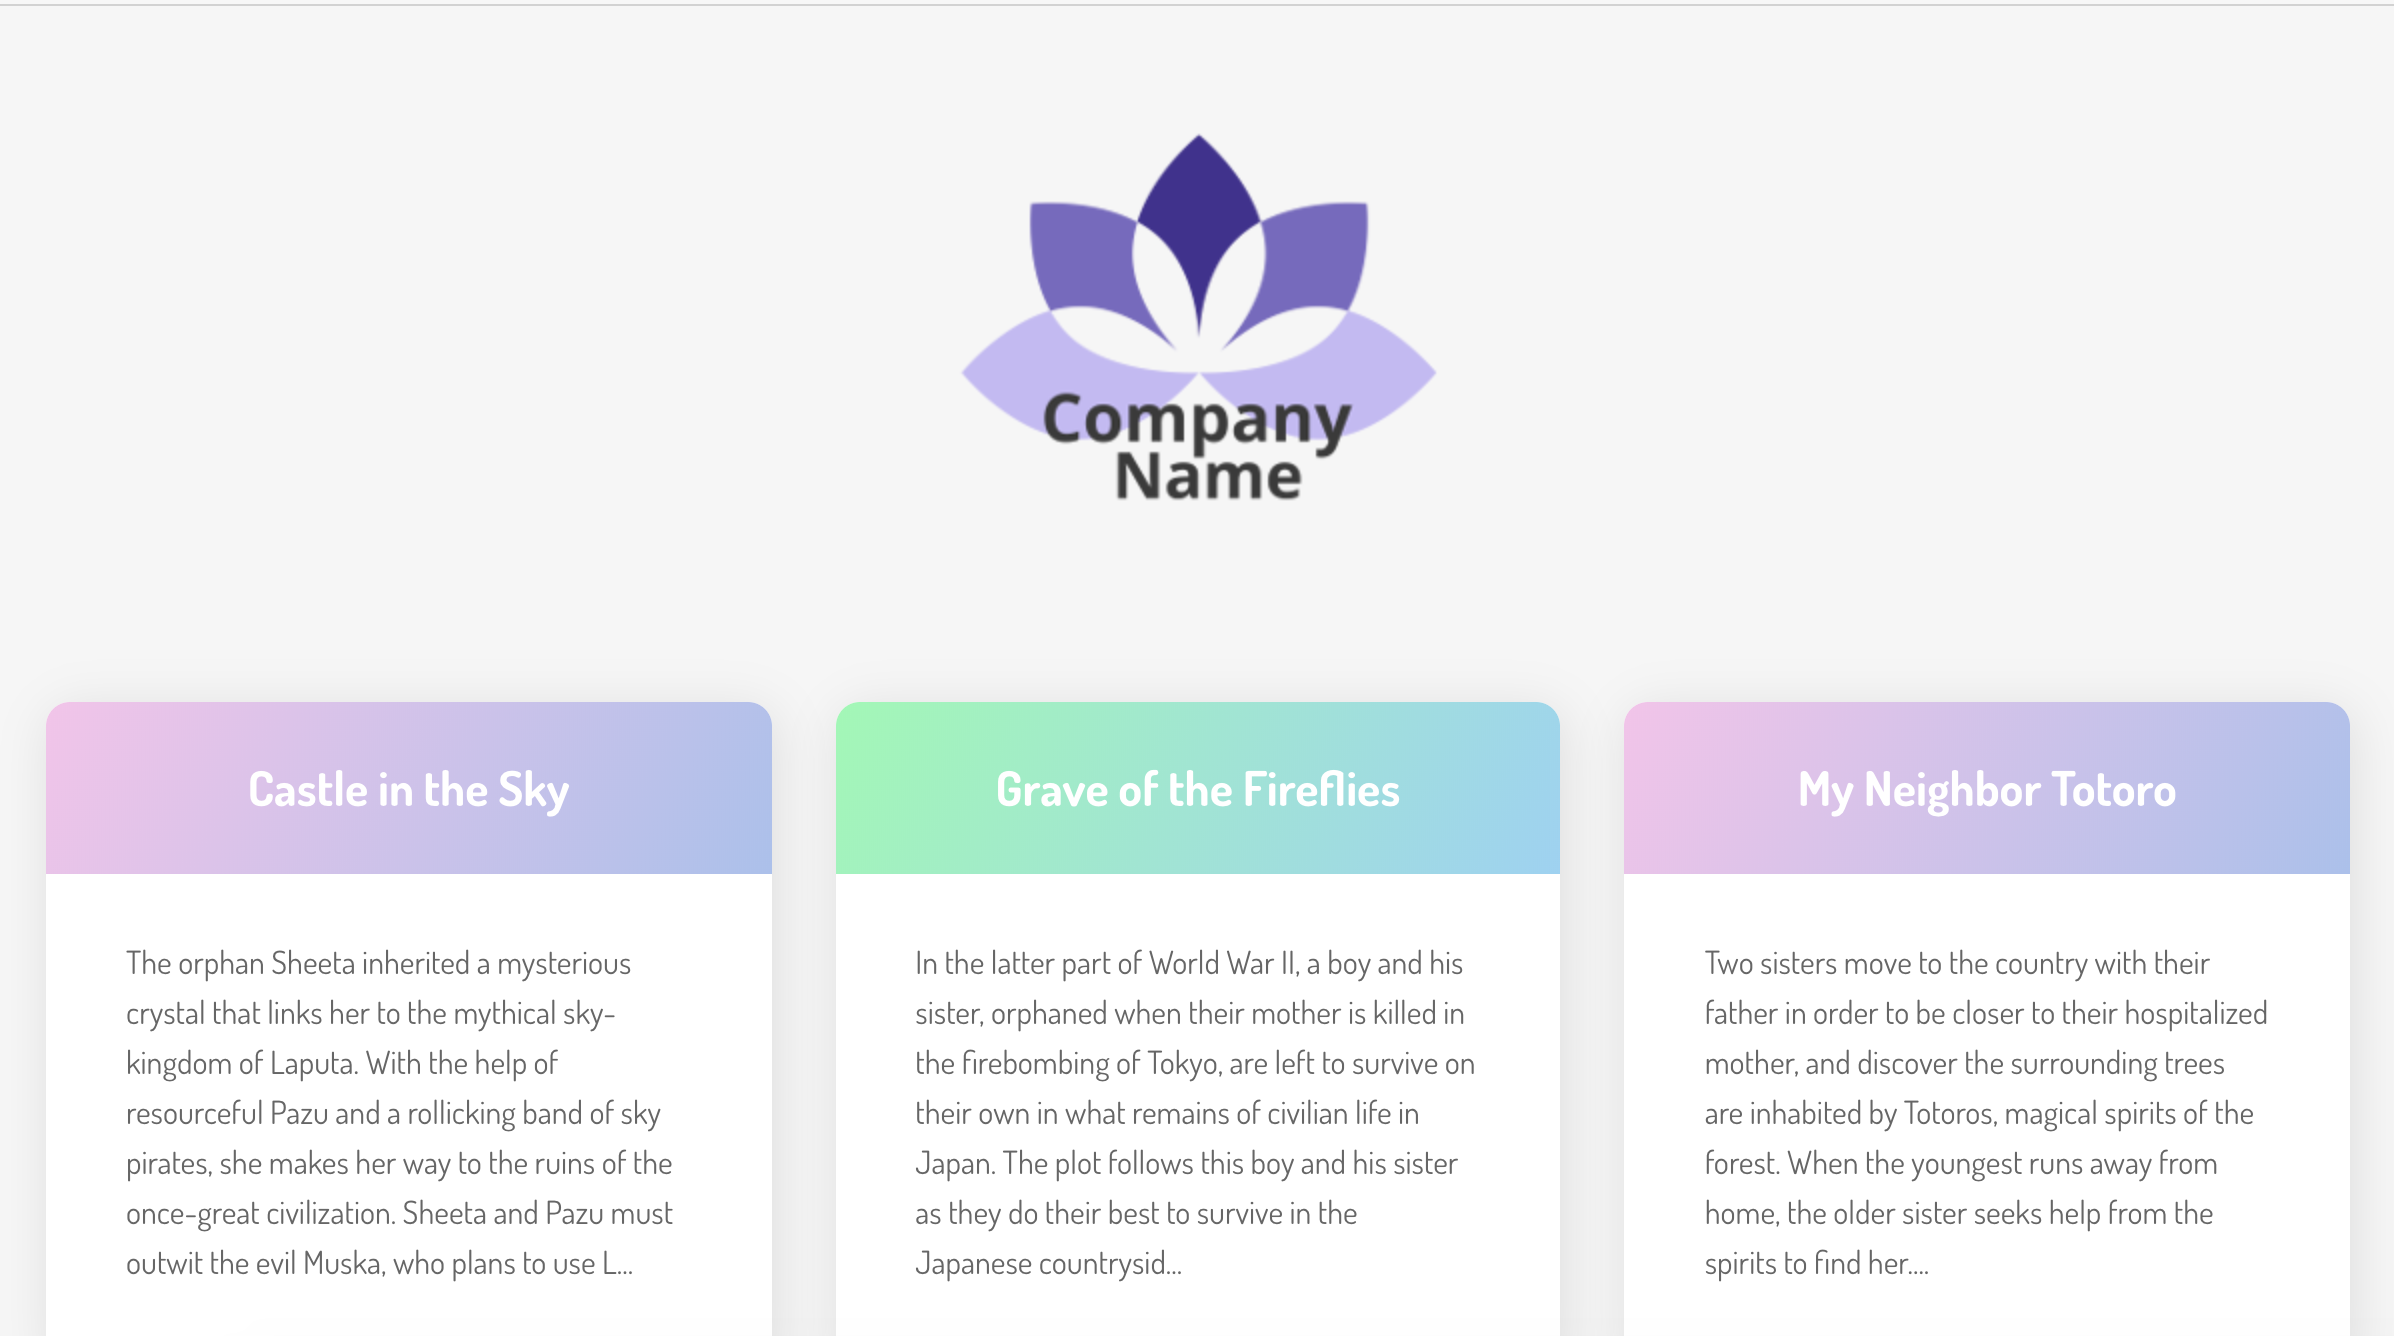 Company
Name
Castle in the Sky
The orphan Sheeta inherited a mysterious
crystal that links her to the mythical sky-
kingdom of Laputa. With the help of
resourceful Pazu and a rollicking band of sky
pirates, she makes her way to the ruins of the
once-great civilization. Sheeta and Pazu must
outwit the evil Muska, who plans to use L...
Grave of the Fireflies
In the latter part of World War II, a boy and his
sister, orphaned when their mother is killed in
the firebombing of Tokyo, are left to survive on
their own in what remains of civilian life in
Japan. The plot follows this boy and his sister
as they do their best to survive in the
Japanese countrysid...
My Neighbor Totoro
Two sisters move to the country with their
father in order to be closer to their hospitalized
mother, and discover the surrounding trees
are inhabited by Totoros, magical spirits of the
forest. When the youngest runs away from
home, the older sister seeks help from the
spirits to find her....